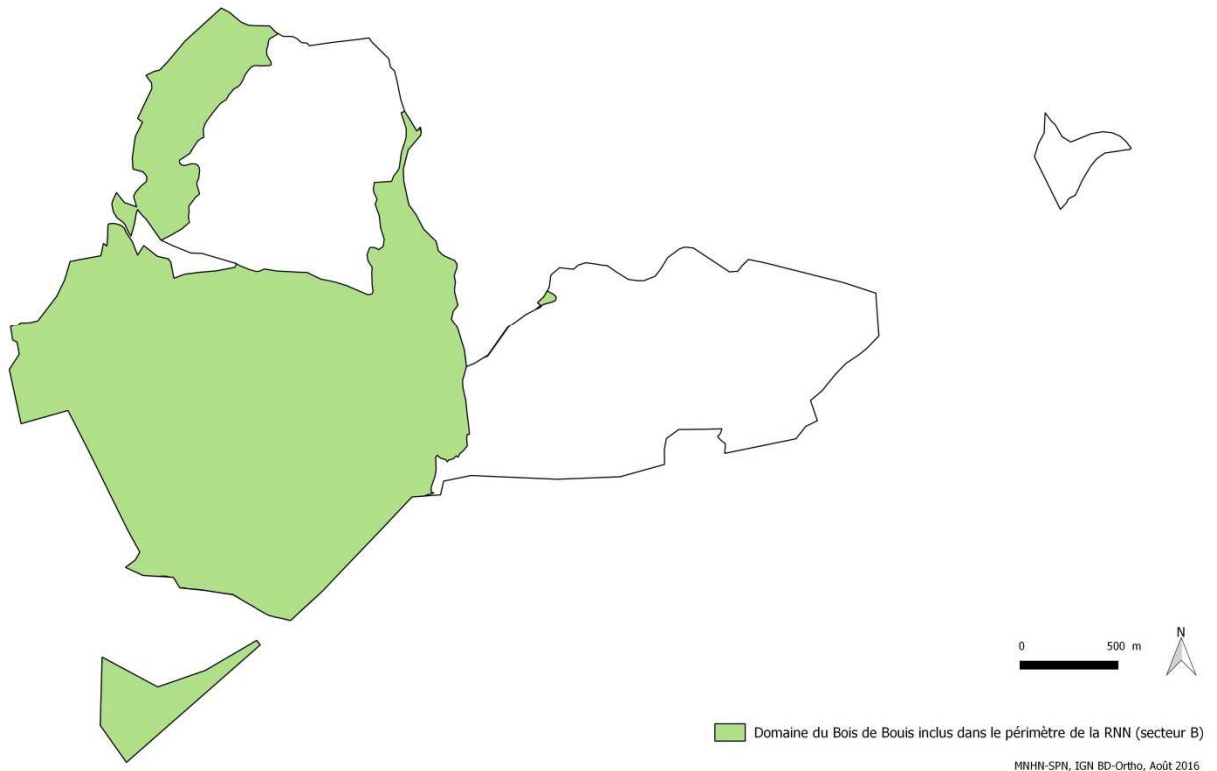 N
0 500 m
Domaine du Bois de Bouis inclus dans le périmètre de la RNN (secteur B)
MNHN-SPN, IGN BD-Ortho, Août 2016